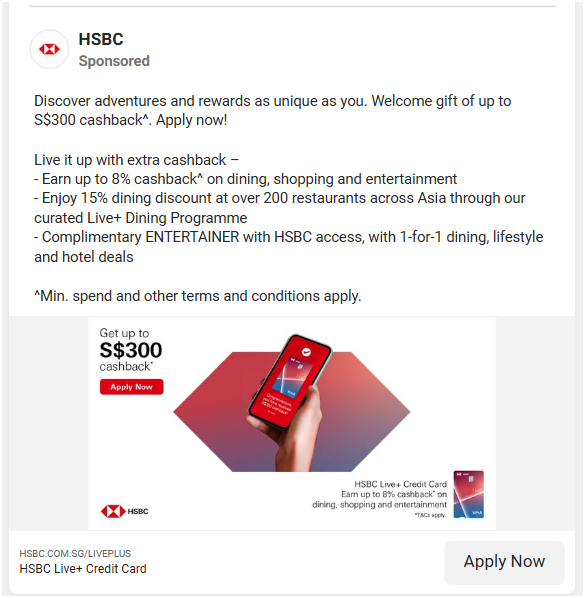 HSBC
Sponsored
Discover adventures and rewards as unique as you. Welcome gift of up to
S$300 cashback^. Apply now!
Live it up with extra cashback –
- Earn up to 8% cashback^ on dining, shopping and entertainment
- Enjoy 15% dining discount at over 200 restaurants across Asia through our
curated Live+ Dining Programme
- Complimentary ENTERTAINER with HSBC access, with 1-for-1 dining, lifestyle
and hotel deals
^Min. spend and other terms and conditions apply.
Get up to
S$300
cashback*
Apply Now
VISA
HSBC Live+ Credit Card
Earn up to 8% cashback* on
dining, shopping and entertainment
*T&Cs apply.
VISA
HSBC
HSBC.COM.SG/LIVEPLUS
HSBC Live+ Credit Card
Apply Now